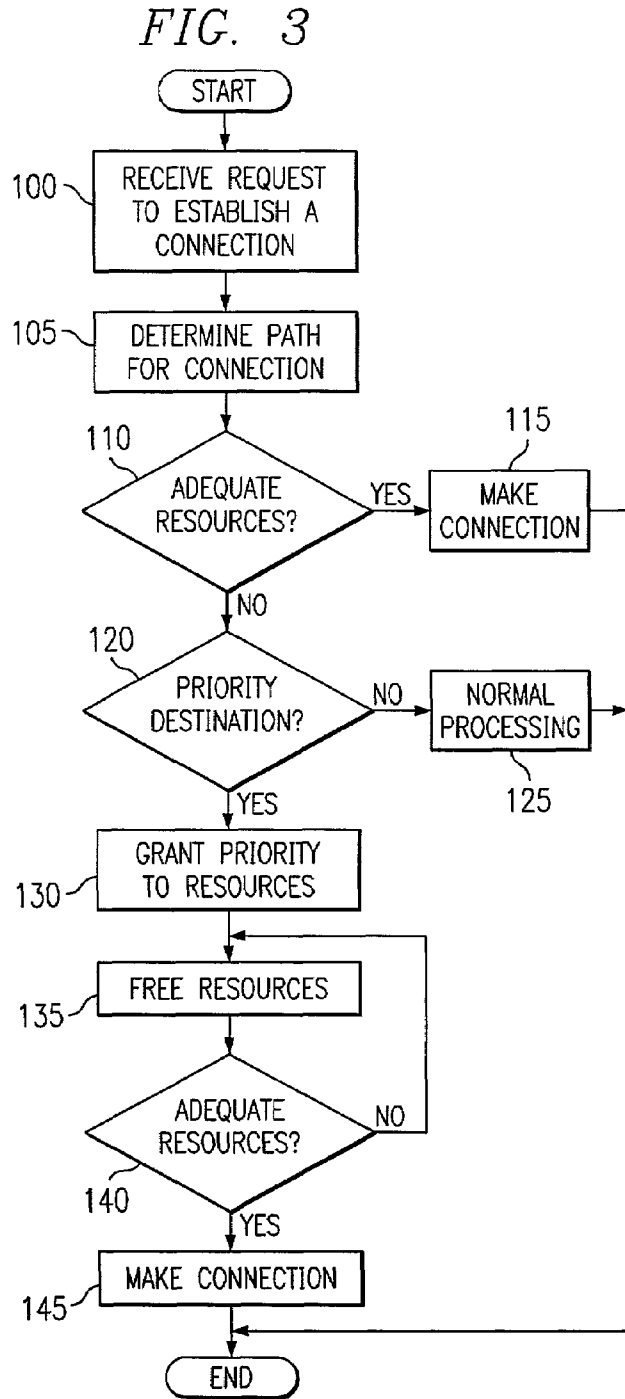 FIG. 3
START
100
RECEIVE REQUEST
TO ESTABLISH A
CONNECTION
105
DETERMINE PATH
FOR CONNECTION
110
ADEQUATE
RESOURCES?
YES
115
MAKE
CONNECTION
NO
120
PRIORITY
DESTINATION?
NO
NORMAL
PROCESSING
125
YES
GRANT PRIORITY
TO RESOURCES
130
FREE RESOURCES
135
ADEQUATE
RESOURCES?
NO
140
YES
MAKE CONNECTION
145
END